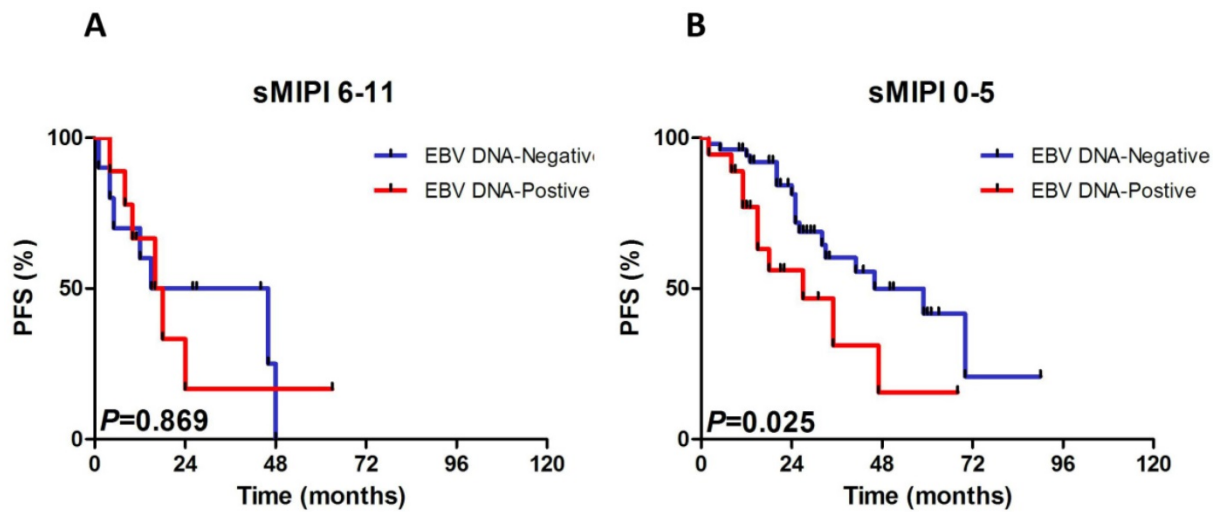 A
sMIPI 6-11
100
50
0
PFS (%)
EBV DNA-Negativ
EBV DNA-Postive
P=0.869
0 24 48 72 96 120
Time (months)
B
sMIPI 0-5
100
50
0
PFS (%)
EBV DNA-Negative
EBV DNA-Postive
P=0.025
0 24 48 72 96 120
Time (months)